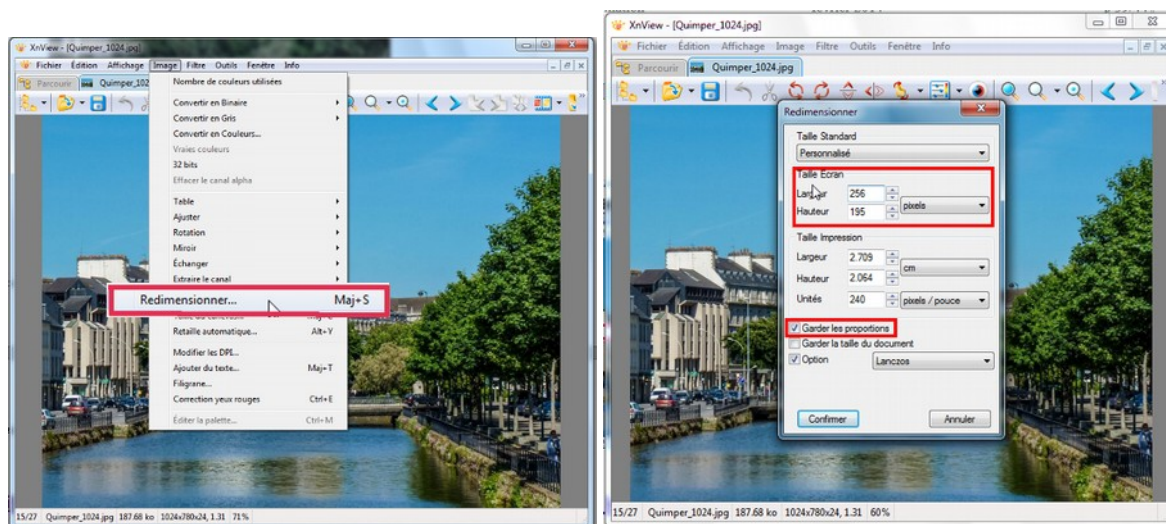 XnView - [Quimper_1024.jpg]
Fichier Édition Affichage Image Filtre Outils Fenêtre Info
Parcourir Quimper_102
Nombre de couleurs utilisées
Convertir en Binaire
Convertir en Gris
Convertir en Couleurs...
Vraies couleurs
32 bits
Effacer le canal alpha
Table
Ajuster
Rotation
Miroir
Échanger
Extraire le canal
Redimensionner... Maj+S
Retaille automatique... Alt+Y
Modifier les DPI...
Ajouter du texte... Maj+T
Filigrane...
Correction yeux rouges Ctrl+E
Éditer la palette... Ctrl+M
15/27 Quimper_1024.jpg 187.68 ko 1024x780x24, 1.31 71%
XnView - [Quimper_1024.jpg]
Fichier Édition Affichage Image Filtre Outils Fenêtre Info
Parcourir Quimper_1024.jpg
Redimensionner
Taille Standard
Personnalisé
Taille Ecran
Largeur 256
pixels
Hauteur 195
Taille Impression
Largeur 2.709
cm
Hauteur 2.064
Unités 240 pixels / pouce
Garder les proportions
Garder la taille du document
Option Lanczos
Confirmer Annuler
15/27 Quimper_1024.jpg 187.68 ko 1024x780x24, 1.31 60%